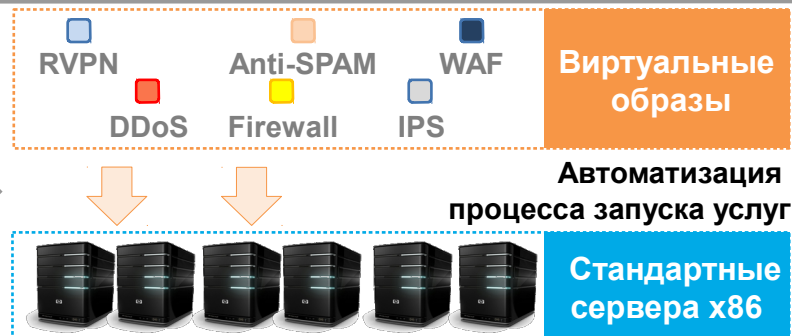 RVPN Anti-SPAM WAF
DDoS Firewall IPS
Виртуальные
образы
Автоматизация
процесса запуска услуг
Стандартные
сервера x86